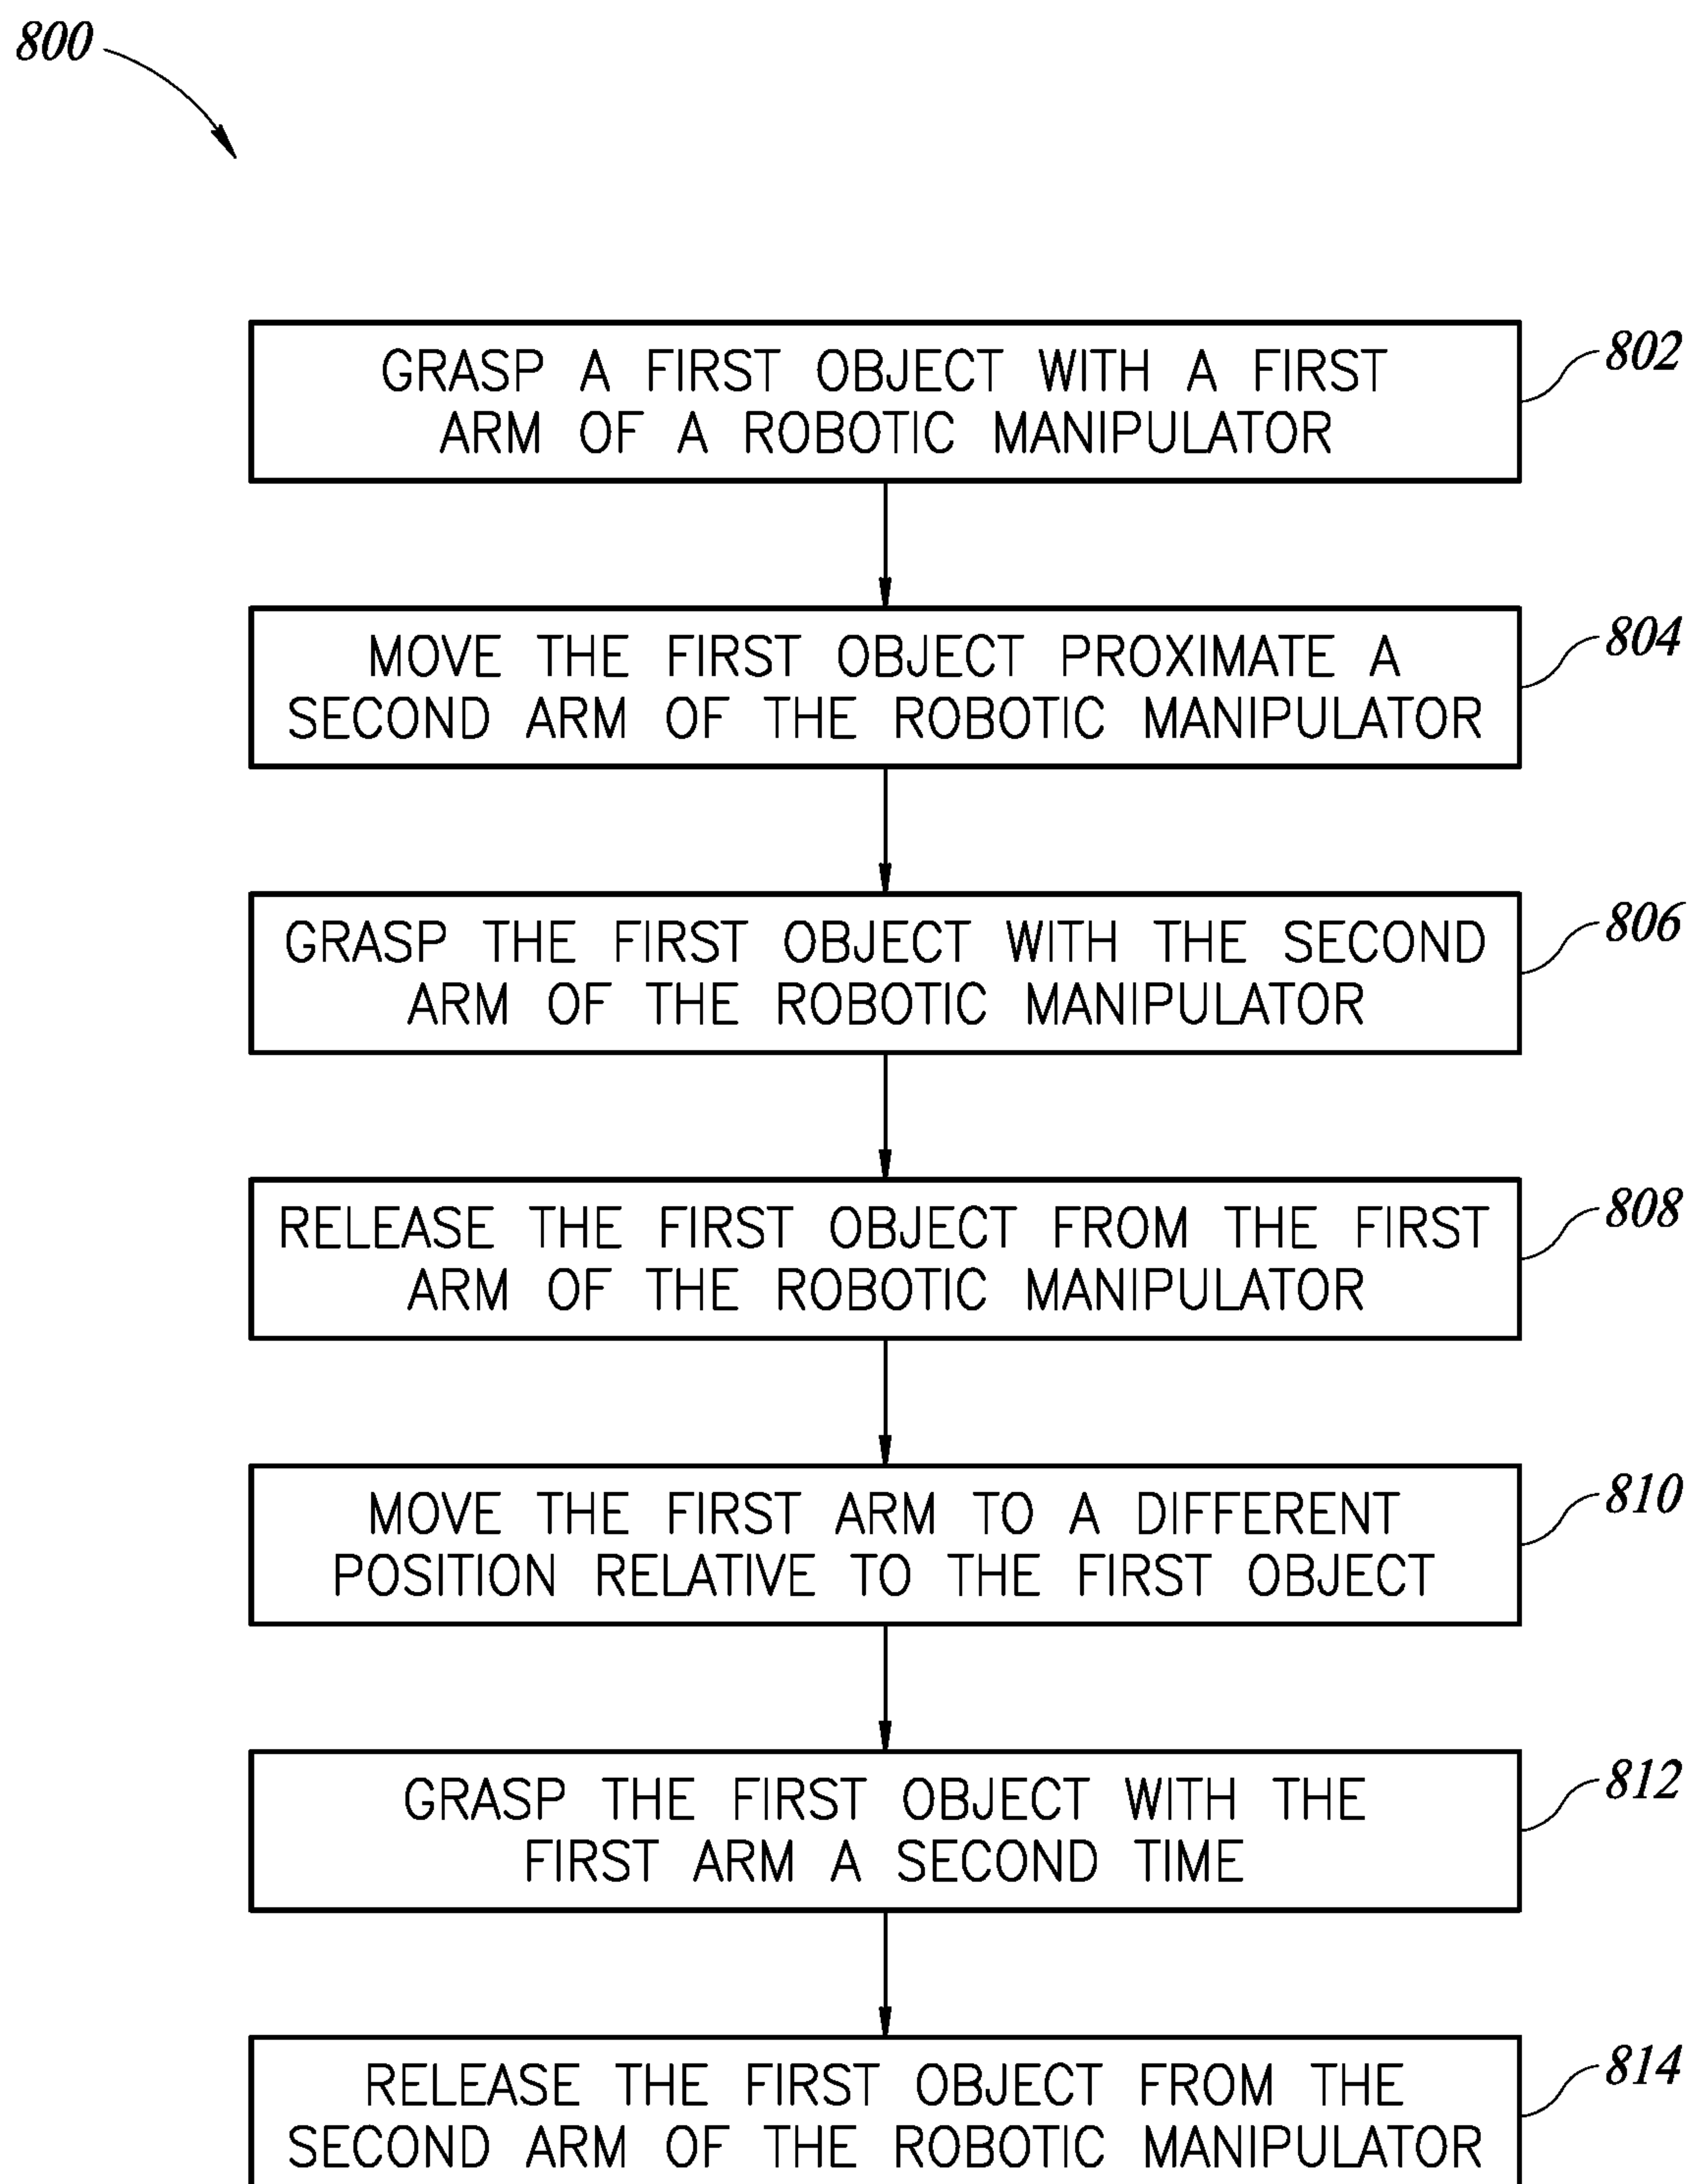 800
GRASP A FIRST OBJECT WITH A FIRST
ARM OF A ROBOTIC MANIPULATOR
802
MOVE THE FIRST OBJECT PROXIMATE A
SECOND ARM OF THE ROBOTIC MANIPULATOR
804
GRASP THE FIRST OBJECT WITH THE SECOND
ARM OF THE ROBOTIC MANIPULATOR
806
RELEASE THE FIRST OBJECT FROM THE FIRST
ARM OF THE ROBOTIC MANIPULATOR
808
MOVE THE FIRST ARM TO A DIFFERENT
POSITION RELATIVE TO THE FIRST OBJECT
810
GRASP THE FIRST OBJECT WITH THE
FIRST ARM A SECOND TIME
812
RELEASE THE FIRST OBJECT FROM THE
SECOND ARM OF THE ROBOTIC MANIPULATOR
814